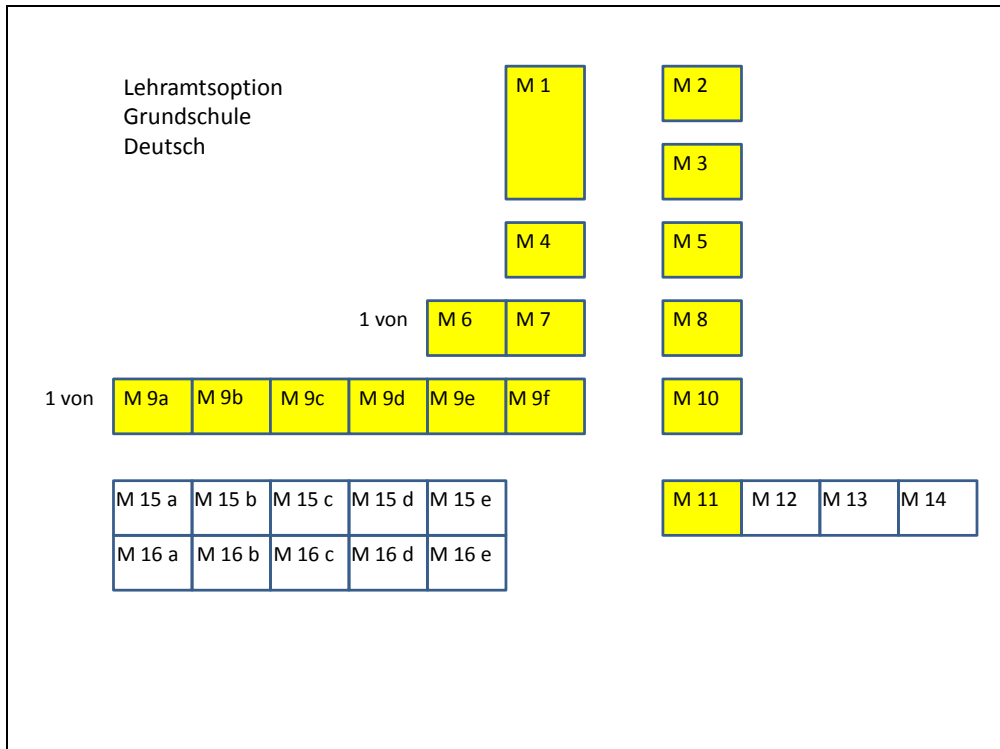 Lehramtsoption
Grundschule
Deutsch
M 1
M 2
M 3
M 4
M 5
1 von
M 6
M 7
M 8
1 von
M 9a
M 9b
M 9c
M 9d
M 9e
M 9f
M 10
M 15 a
M 15 b
M 15 c
M 15 d
M 15 e
M 16 a
M 16 b
M 16 c
M 16 d
M 16 e
M 11
M 12
M 13
M 14